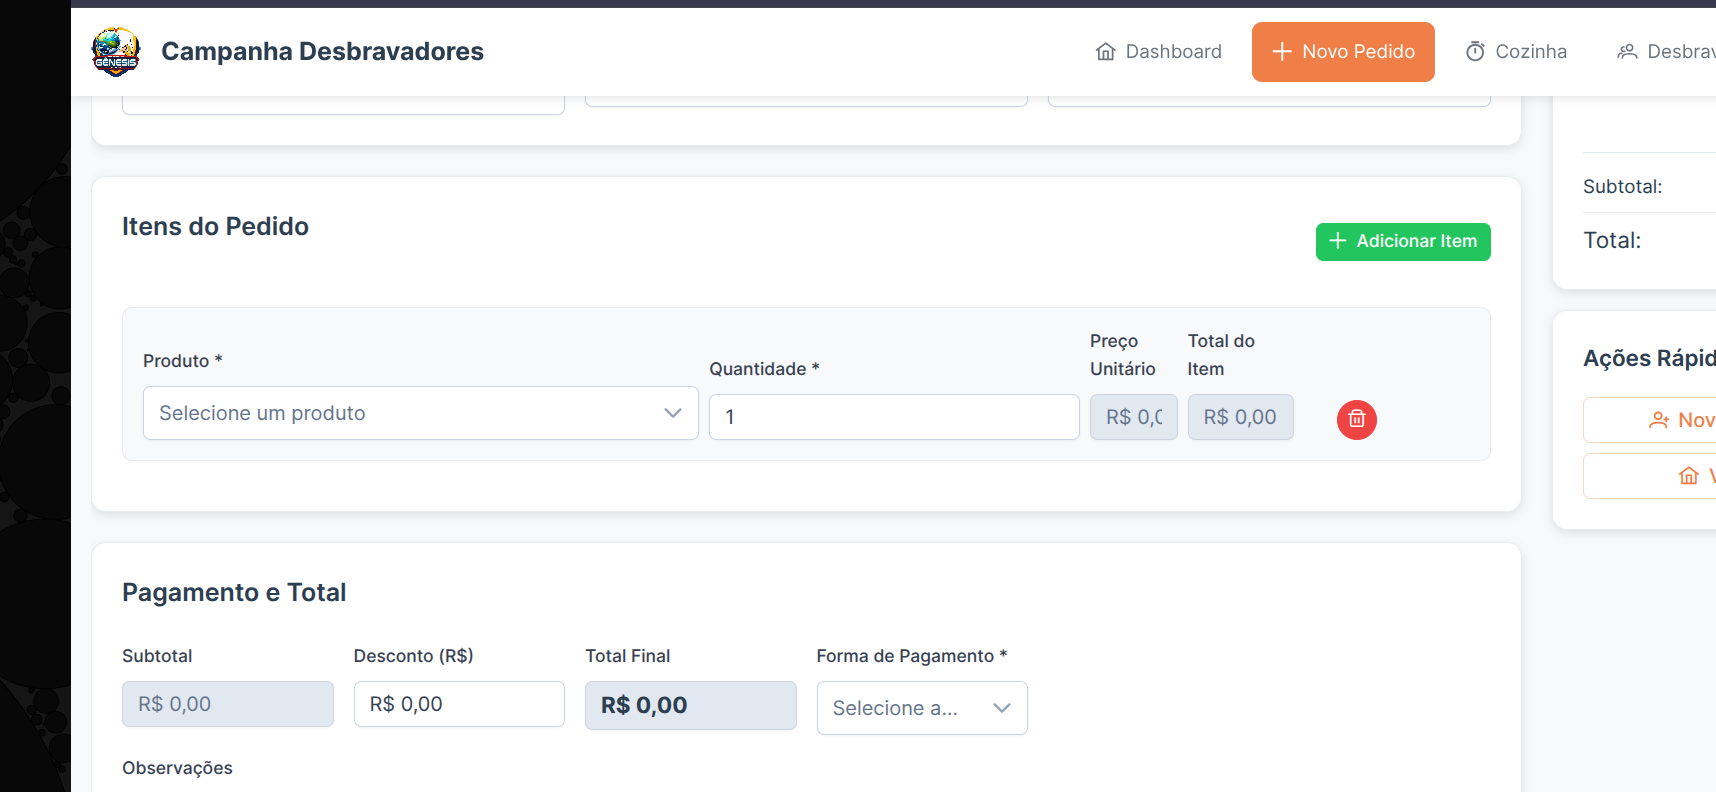 GÊNESIS
Campanha Desbravadores
Dashboard
Novo Pedido
Cozinha
Desbrav
Subtotal:
Total:
Itens do Pedido
Adicionar Item
Produto *
Selecione um produto
Quantidade *
1
Preço
Unitário
R$ 0,0
Total do
Item
R$ 0,00
Ações Rápid
Nov
V
Pagamento e Total
Subtotal
R$ 0,00
Desconto (R$)
R$ 0,00
Total Final
R$ 0,00
Forma de Pagamento *
Selecione a...
Observações